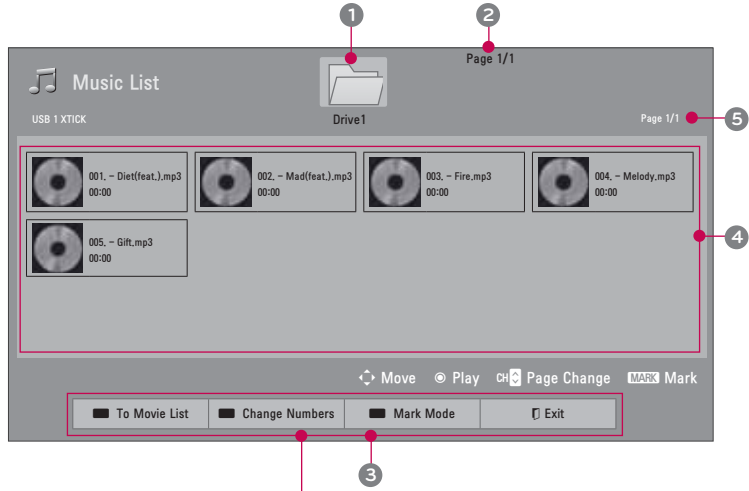 1
2
Page 1/1
Music List
Drive1
USB 1 XTICK
Page 1/1
5
001. - Diet(feat.).mp3
00:00
002. - Mad(feat.).mp3
00:00
003. - Fire.mp3
00:00
004. - Melody.mp3
00:00
4
005. - Gift.mp3
00:00
Move
Play
CH Page Change
MARK Mark
To Movie List
Change Numbers
Mark Mode
Exit
3